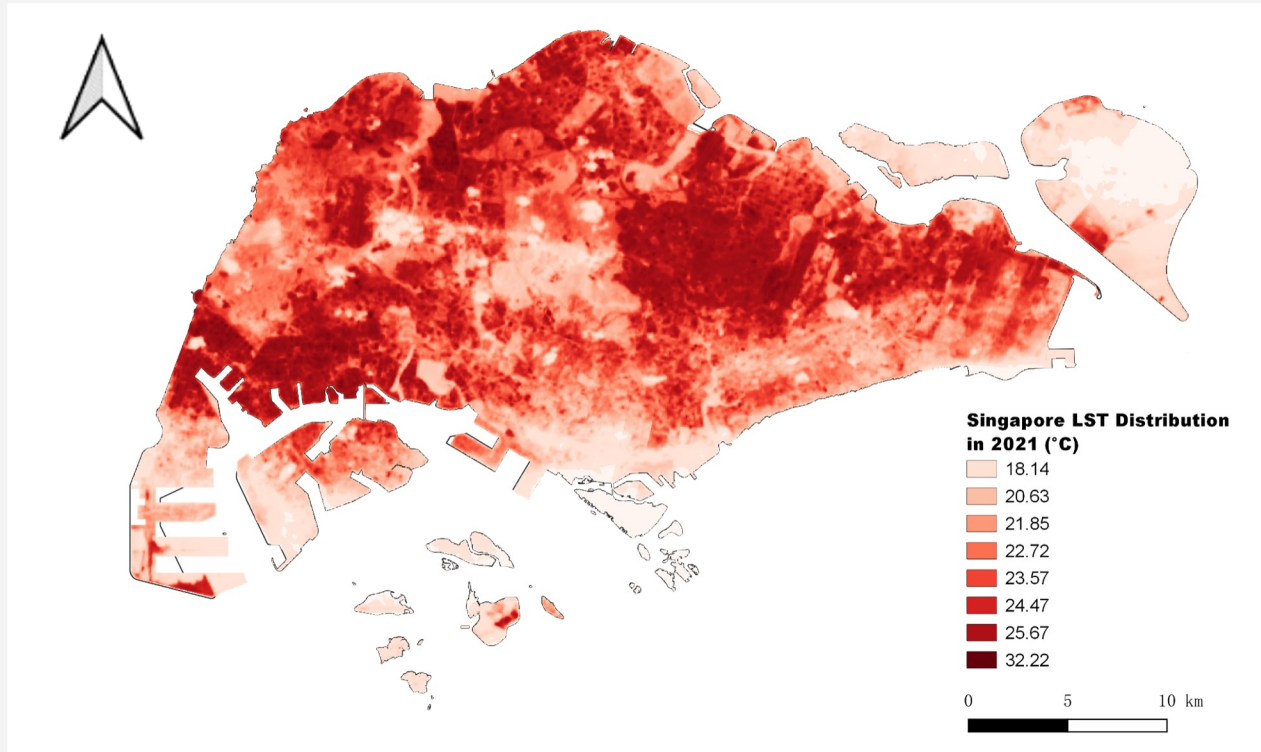 Singapore LST Distribution
in 2021 (°C)
18.14
20.63
21.85
22.72
23.57
24.47
25.67
32.22
0 5 10 km